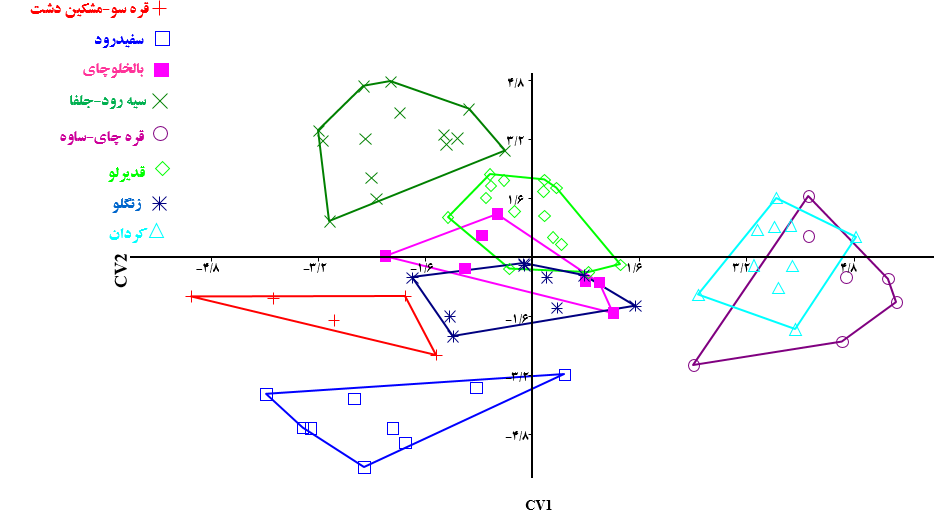 قره سو-مشکین دشت
سفیدرود
بالخلوچای
سیه رود-جلفا
قره چای-ساوه
قدیرلو
زنگلو
کردان
۴/۸
۳/۲
۱/۶
-۴/۸
-۳/۲
-۱/۶
۱/۶
۳/۲
۴/۸
CV2
-۱/۶
-۳/۲
-۴/۸
CV1